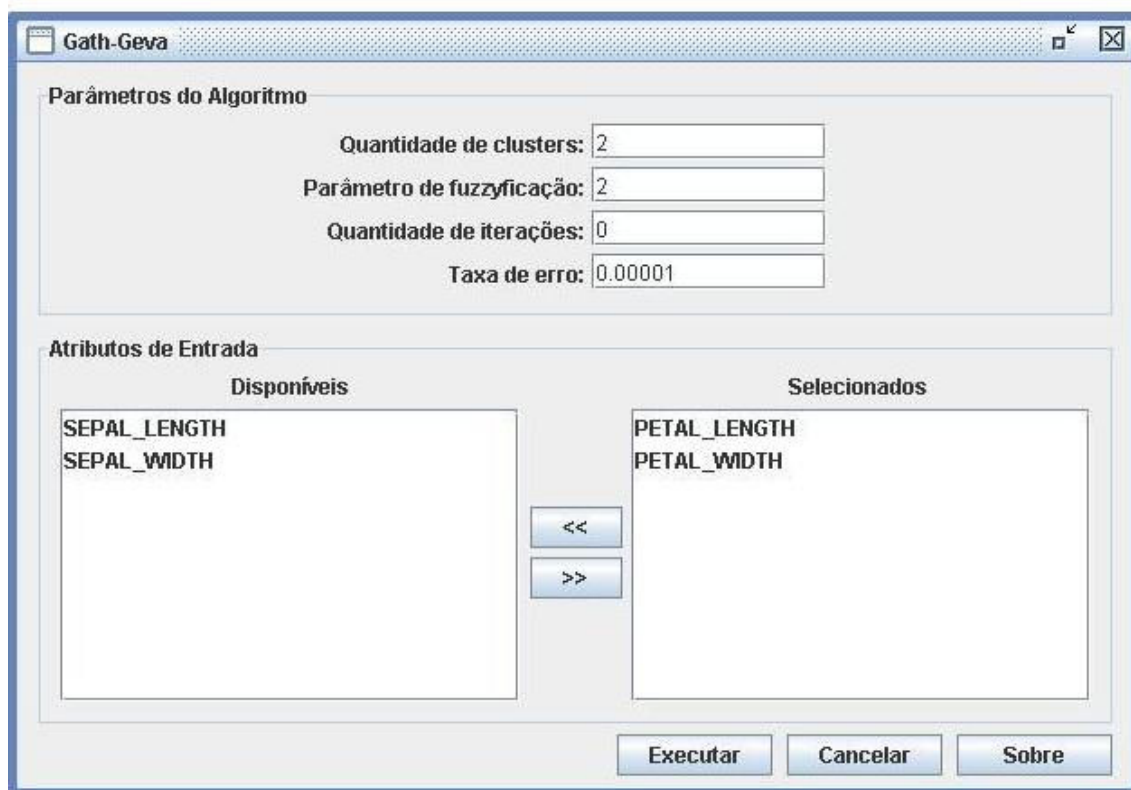 Gath-Geva
Parâmetros do Algoritmo
Quantidade de clusters: 2
Parâmetro de fuzzyficação: 2
Quantidade de iterações: 0
Taxa de erro: 0.00001
Atributos de Entrada
Disponíveis
SEPAL_LENGTH
SEPAL_WIDTH
<<
>>
Selecionados
PETAL_LENGTH
PETAL_WIDTH
Executar Cancelar Sobre